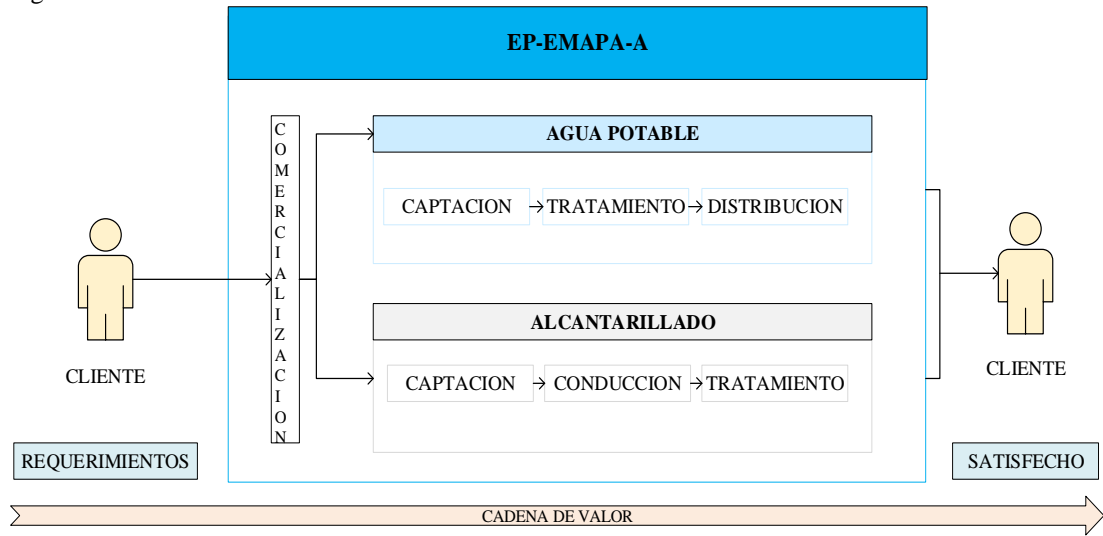 EP-EMAPA-A
COMERCIALIZACION
AGUA POTABLE
CAPTACION
TRATAMIENTO
DISTRIBUCION
ALCANTARILLADO
CAPTACION
CONDUCCION
TRATAMIENTO
CLIENTE
CLIENTE
REQUERIMIENTOS
SATISFECHO
CADENA DE VALOR